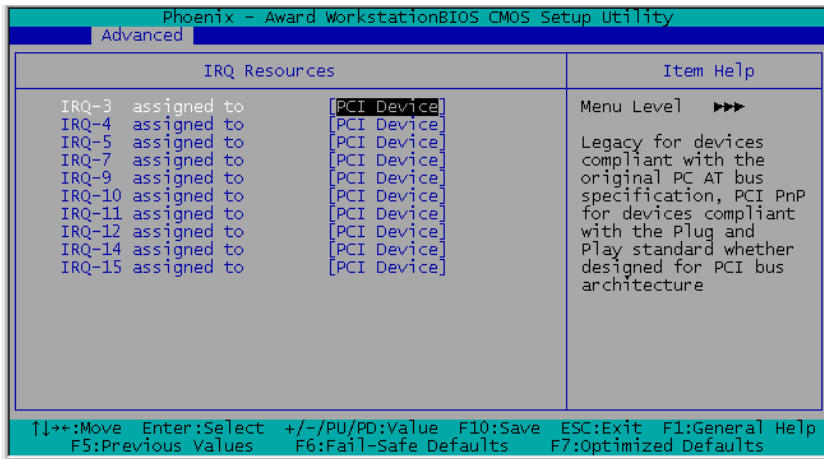 Phoenix - Award WorkstationBIOS CMOS Setup Utility
Advanced
IRQ Resources
IRQ-3 assigned to [PCI Device]
IRQ-4 assigned to [PCI Device]
IRQ-5 assigned to [PCI Device]
IRQ-7 assigned to [PCI Device]
IRQ-9 assigned to [PCI Device]
IRQ-10 assigned to [PCI Device]
IRQ-11 assigned to [PCI Device]
IRQ-12 assigned to [PCI Device]
IRQ-14 assigned to [PCI Device]
IRQ-15 assigned to [PCI Device]
Item Help
Menu Level ►►►
Legacy for devices
compliant with the
original PC AT bus
specification, PCI PnP
for devices compliant
with the Plug and
Play standard whether
designed for PCI bus
architecture
↑↓→←:Move Enter:Select +/-/PU/PD:Value F10:Save ESC:Exit F1:General Help
F5:Previous Values F6:Fail-Safe Defaults F7:Optimized Defaults